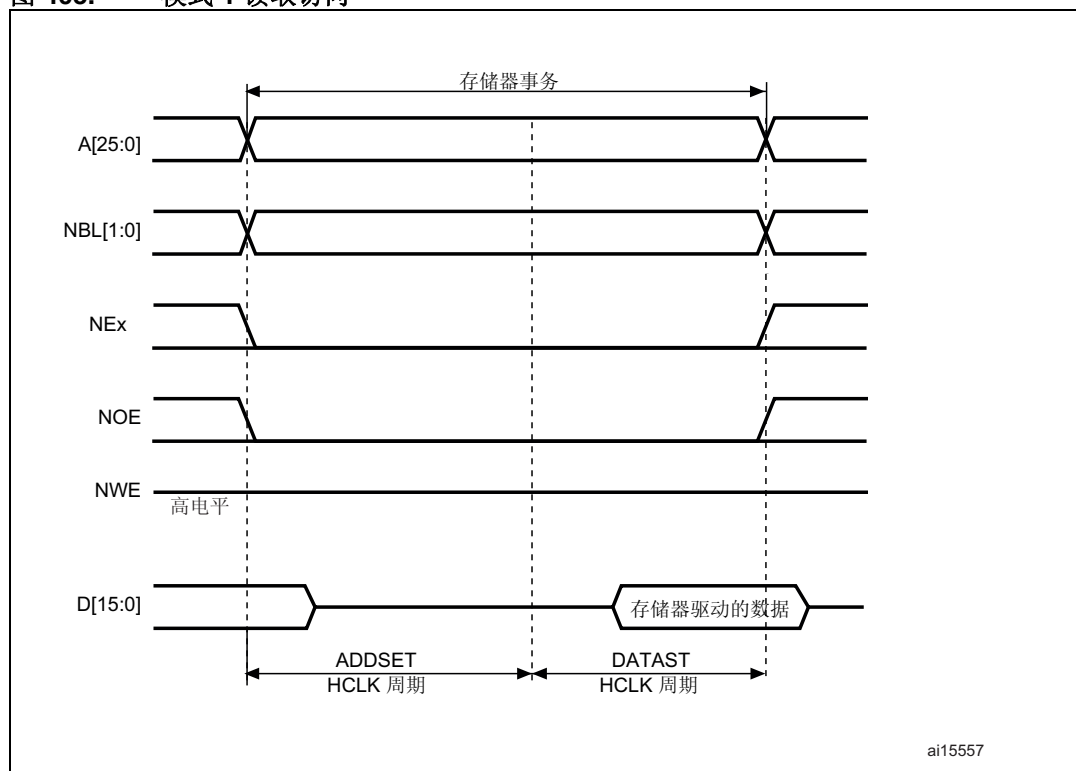 存储器事务
A[25:0]
NBL[1:0]
NEx
NOE
NWE
高电平
D[15:0]
存储器驱动的数据
ADDSET
DATAST
HCLK 周期
HCLK 周期
ai15557